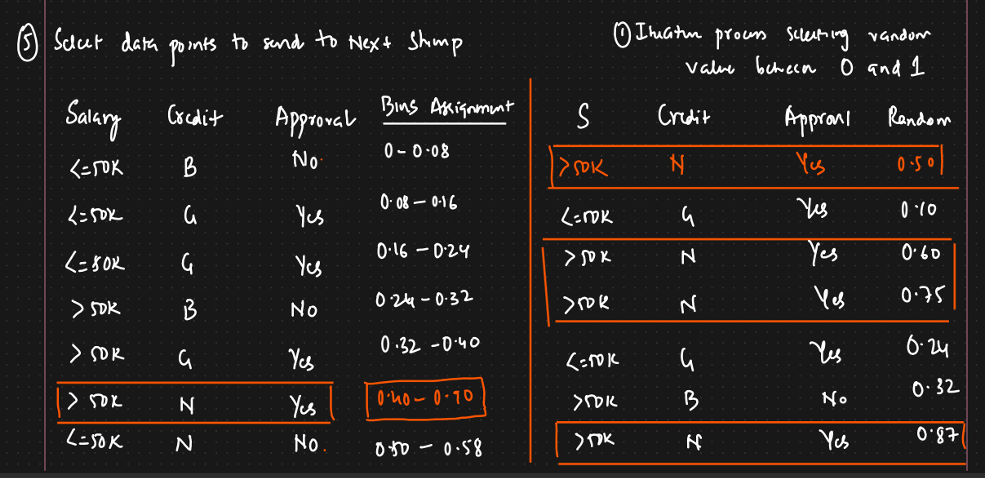 ⑤ Select data points to send to Next Stump
Salary Credit Approval Bins Assignment
<=50K B No 0-0.08
<=50K G Yes 0.08-0.16
<=50K G Yes 0.16-0.24
>50K B No 0.24-0.32
>50K G Yes 0.32-0.40
>50K N Yes 0.40-0.90
<=50K N No. 0.50-0.58
① process selecting random
value between 0 and 1
S Credit Approval Random
>50K N Yes 0.50
<=50K G Yes 0.10
>50K N Yes 0.60
>50K N Yes 0.75
<=50K G Yes 0.24
>50K B No 0.32
>50K N Yes 0.87